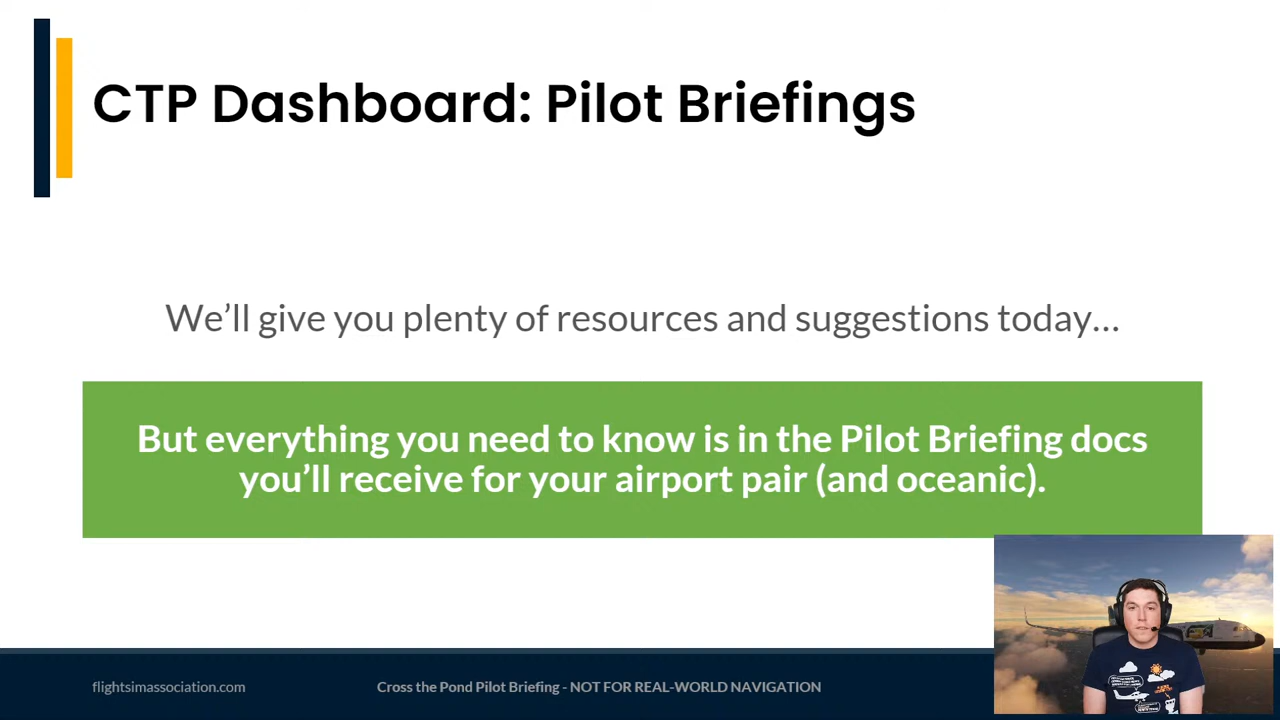 CTP Dashboard: Pilot Briefings
We’ll give you plenty of resources and suggestions today...
But everything you need to know is in the Pilot Briefing docs
you’ll receive for your airport pair (and oceanic).
flightsimassociation.com
Cross the Pond Pilot Briefing - NOT FOR REAL-WORLD NAVIGATION